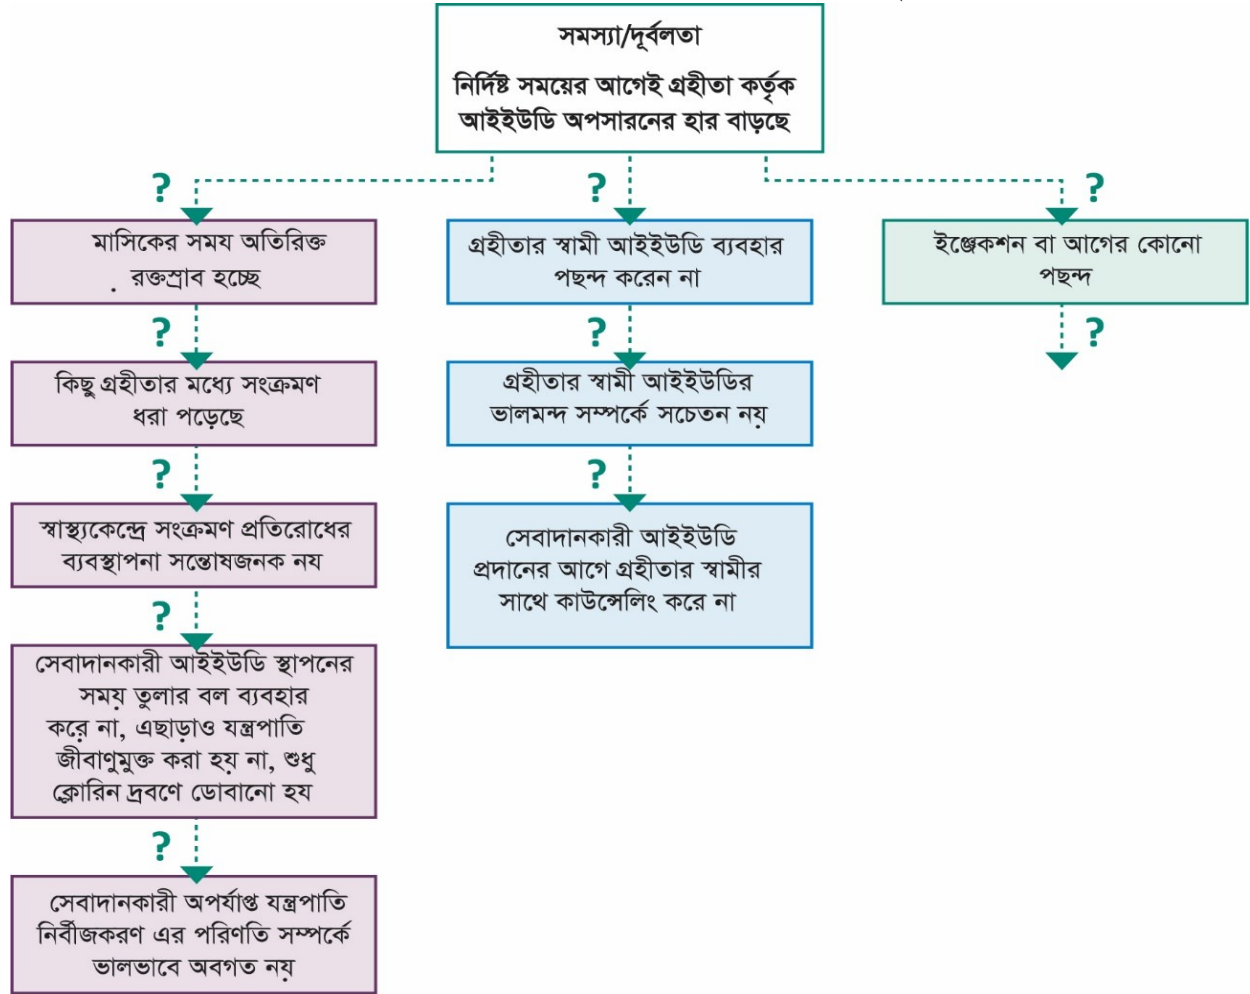 সমস্যা/দূর্বলতা
নির্দিষ্ট সময়ের আগেই গ্রহীতা কর্তৃক
আইইউডি অপসারনের হার বাড়ছে
?
?
?
মাসিকের সময অতিরিক্ত
রক্তস্রাব হচ্ছে
গ্রহীতার স্বামী আইইউডি ব্যবহার
পছন্দ করেন না
ইঞ্জেকশন বা আগের কোনো
পছন্দ
?
?
?
কিছু গ্রহীতার মধ্যে সংক্রমণ
ধরা পড়েছে
গ্রহীতার স্বামী আইইউডির
ভালমন্দ সম্পর্কে সচেতন নয়
?
?
স্বাস্থ্যকেন্দ্রে সংক্রমণ প্রতিরোধের
ব্যবস্থাপনা সন্তোষজনক নয
সেবাদানকারী আইইউডি
প্রদানের আগে গ্রহীতার স্বামীর
সাথে কাউন্সেলিং করে না
?
সেবাদানকারী আইইউডি স্থাপনের
সময় তুলার বল ব্যবহার
করে না, এছাড়াও যন্ত্রপাতি
জীবাণুমুক্ত করা হয় না, শুধু
ক্লোরিন দ্রবণে ডোবানো হয
?
সেবাদানকারী অপর্যাপ্ত যন্ত্রপাতি
নির্বীজকরণ এর পরিণতি সম্পর্কে
ভালভাবে অবগত নয়